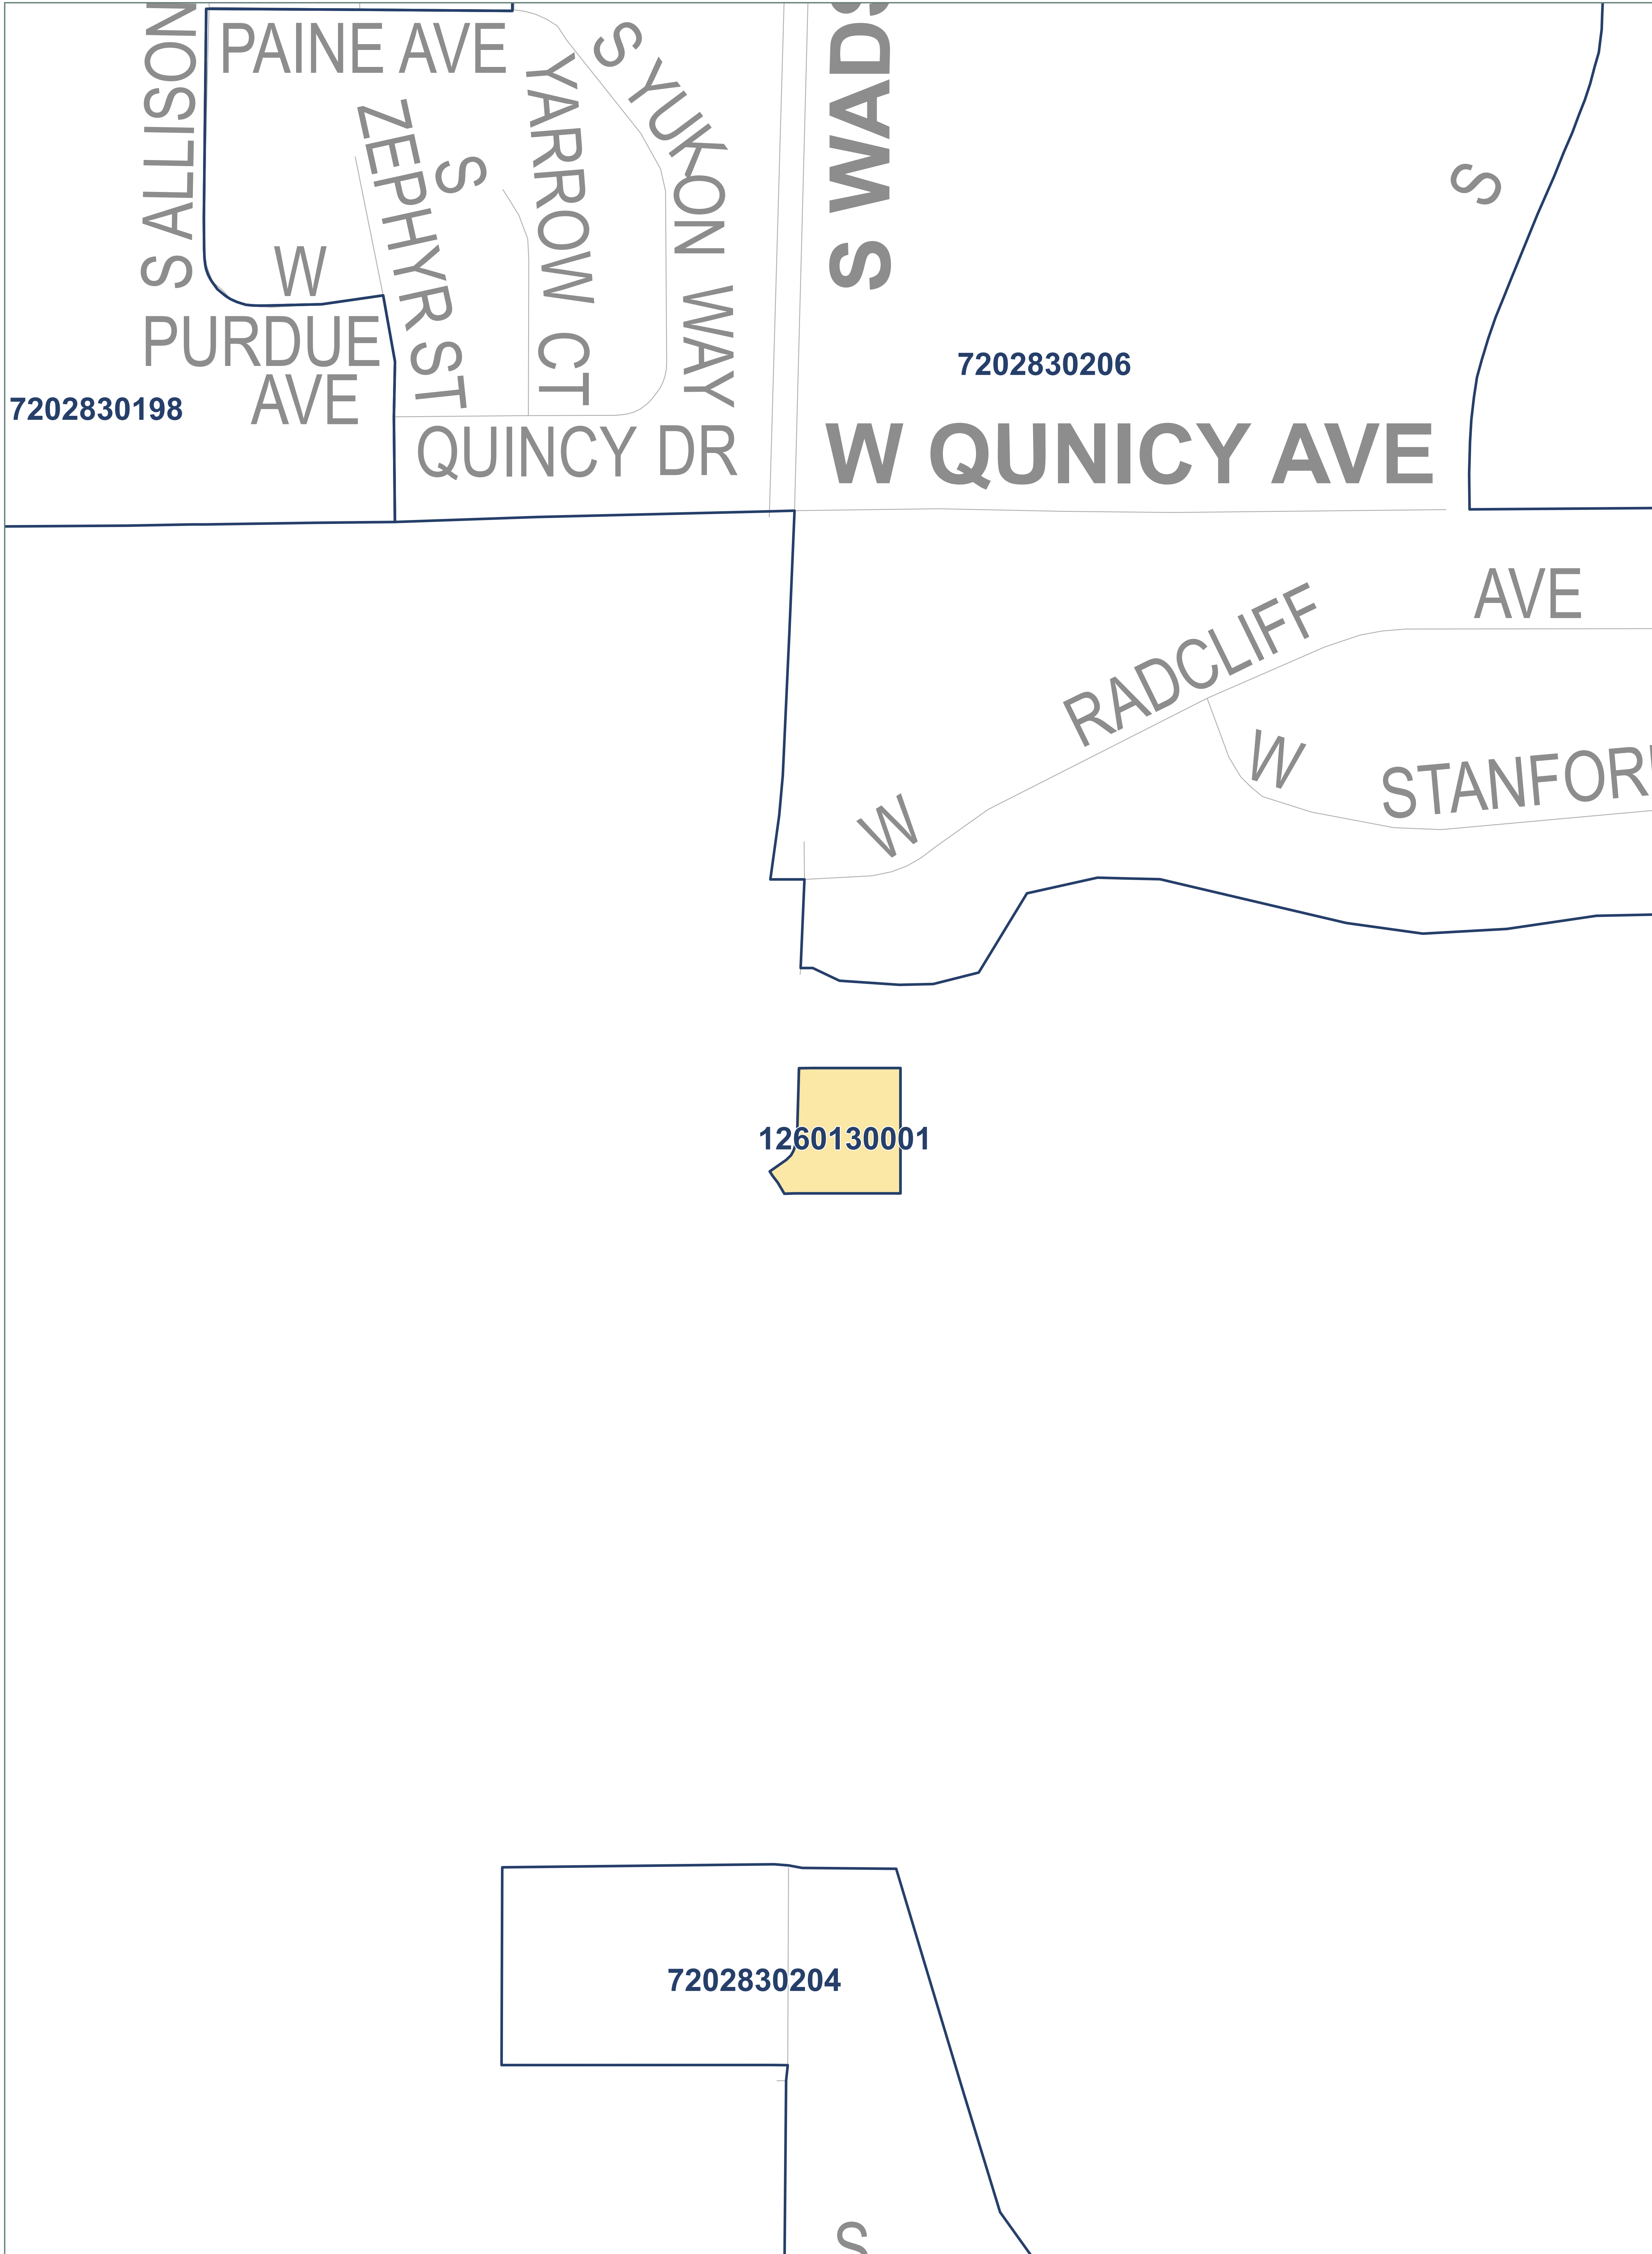 S ALLISON
PAINE AVE
S YUKON WAY
S YARROW CT
ZEPHYR ST
S WADS
S
W PURDUE AVE
7202830198
7202830206
QUINCY DR
W QUNICY AVE
W RADCLIFF AVE
W STANFOR
1260130001
7202830204
S